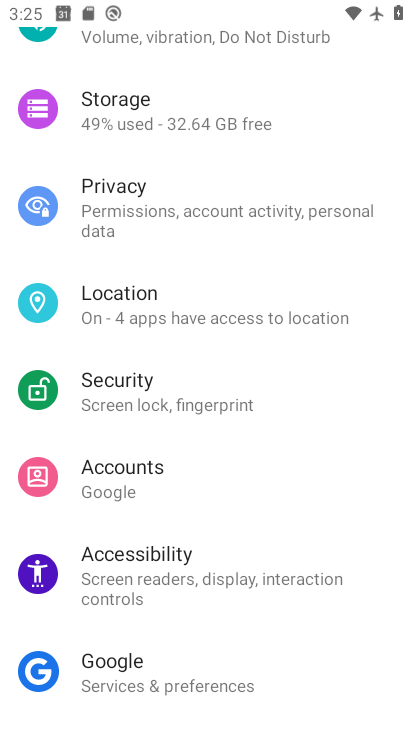 3:25
31
Volume, vibration, Do Not Disturb
Storage
49% used - 32.64 GB free
Privacy
Permissions, account activity, personal
data
Location
On - 4 apps have access to location
Security
Screen lock, fingerprint
Accounts
Google
Accessibility
Screen readers, display, interaction
controls
Google
Services & preferences